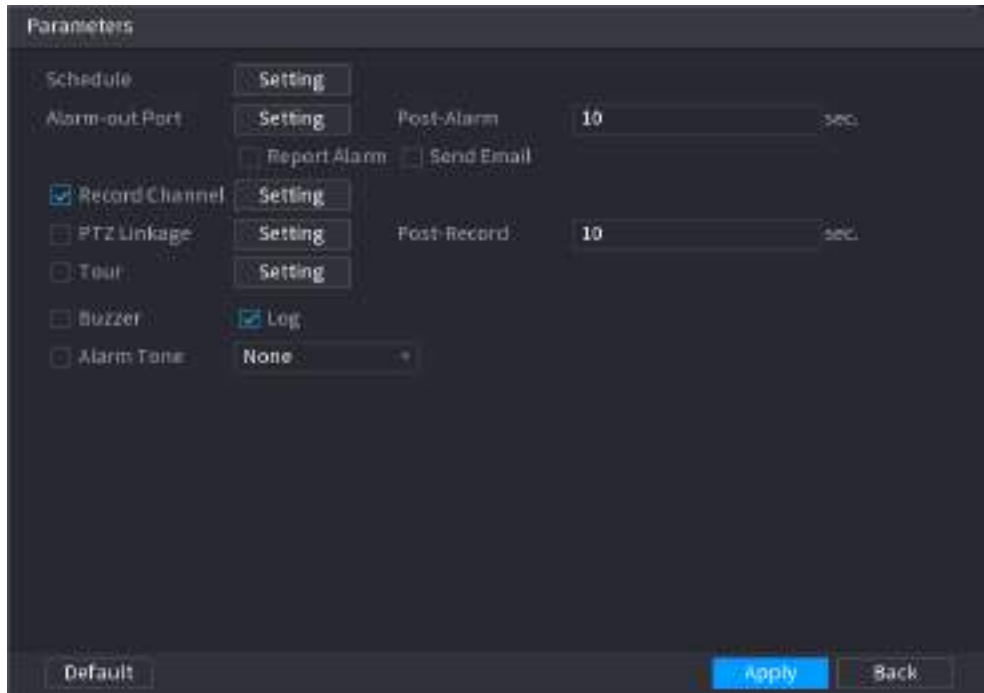 Parameters
Schedule Setting
Alarm-out Port Setting Post-Alarm 10 sec.
Report Alarm Send Email
Record Channel Setting
PTZ Linkage Setting Post-Record 10 sec.
Tour Setting
Buzzer Log
Alarm Tone None
Default Apply Back